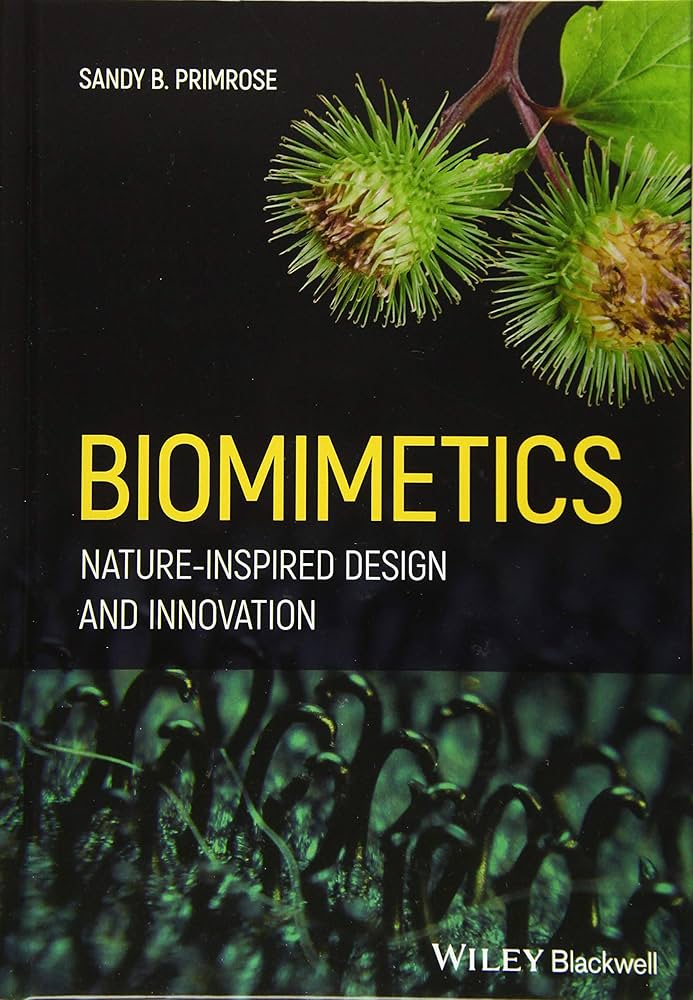 SANDY B. PRIMROSE
BIOMIMETICS
NATURE-INSPIRED DESIGN
AND INNOVATION
WILEY Blackwell